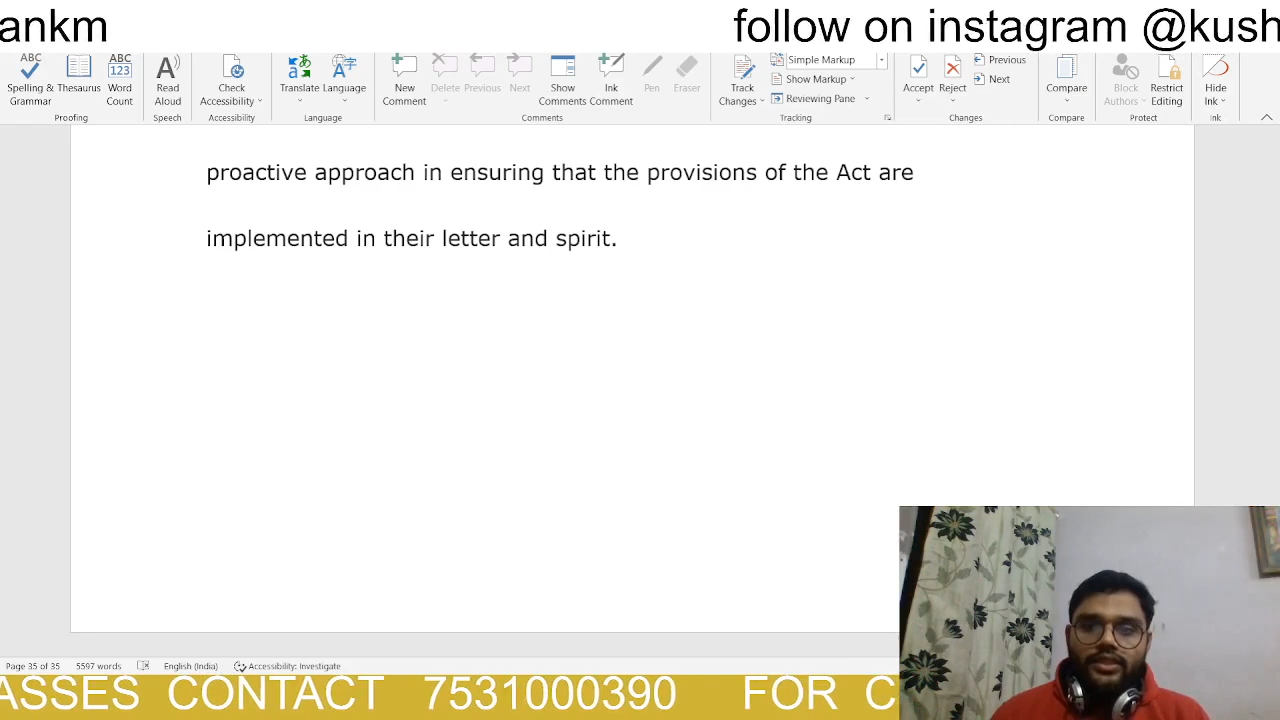 ankm follow on instagram @kush
ABC ABC 123 A
Spelling & Grammar Thesaurus Word Count Read Aloud Check Accessibility Translate Language New Comment Delete Previous Next Show Comments Ink Comment Pen Eraser Track Changes Simple Markup Show Markup Reviewing Pane Accept Reject Previous Next Compare Block Authors Restrict Editing Hide Ink
Proofing Speech Accessibility Language Comments Tracking Changes Compare Protect Ink
proactive approach in ensuring that the provisions of the Act are
implemented in their letter and spirit.
Page 35 of 35 5597 words English (India) Accessibility: Investigate
ASSES CONTACT 7531000390 FOR C